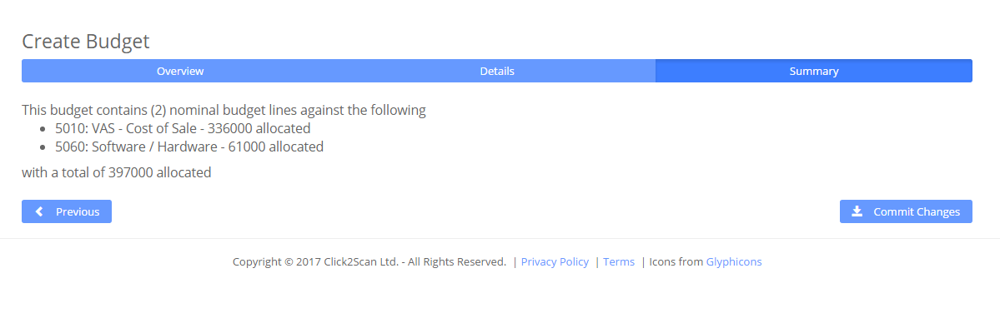 Create Budget
Overview Details Summary
This budget contains (2) nominal budget lines against the following
5010: VAS - Cost of Sale - 336000 allocated
5060: Software / Hardware - 61000 allocated
with a total of 397000 allocated
Previous Commit Changes
Copyright © 2017 Click2Scan Ltd. - All Rights Reserved. | Privacy Policy | Terms | Icons from Glyphicons